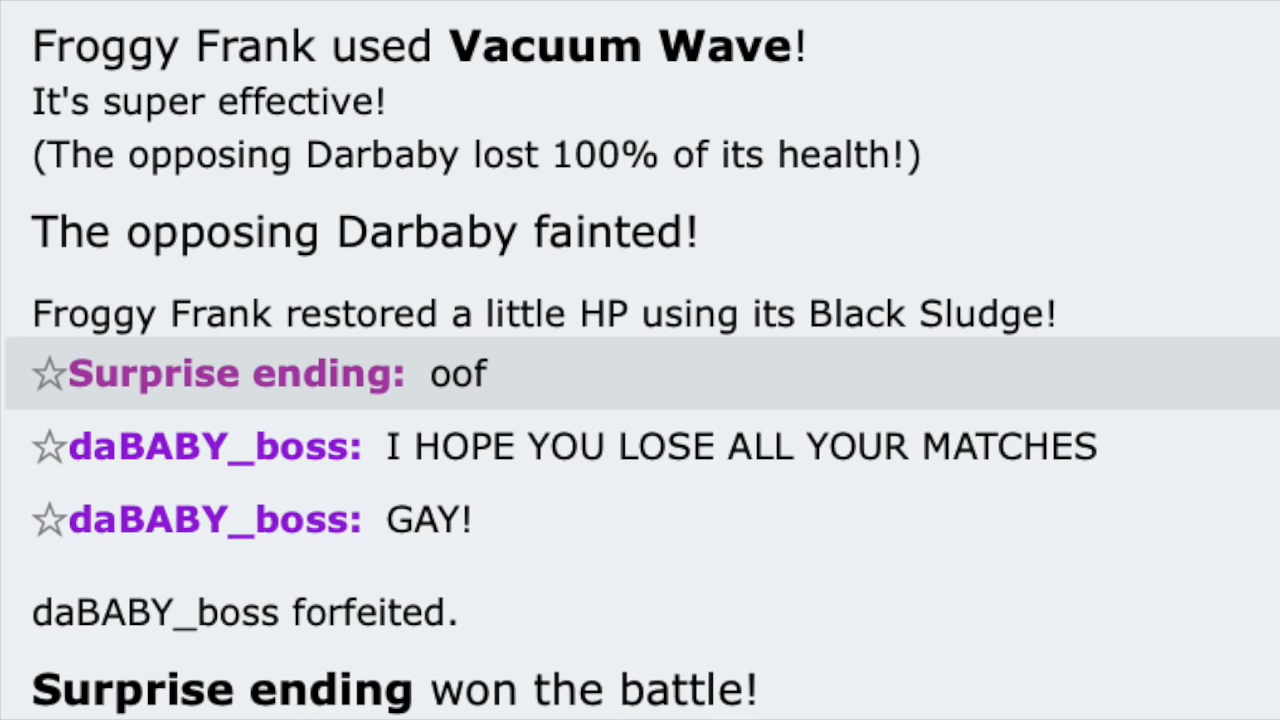 Froggy Frank used Vacuum Wave!
It's super effective!
(The opposing Darbaby lost 100% of its health!)
The opposing Darbaby fainted!
Froggy Frank restored a little HP using its Black Sludge!
☆Surprise ending: oof
☆daBABY_boss: I HOPE YOU LOSE ALL YOUR MATCHES
☆daBABY_boss: GAY!
daBABY_boss forfeited.
Surprise ending won the battle!